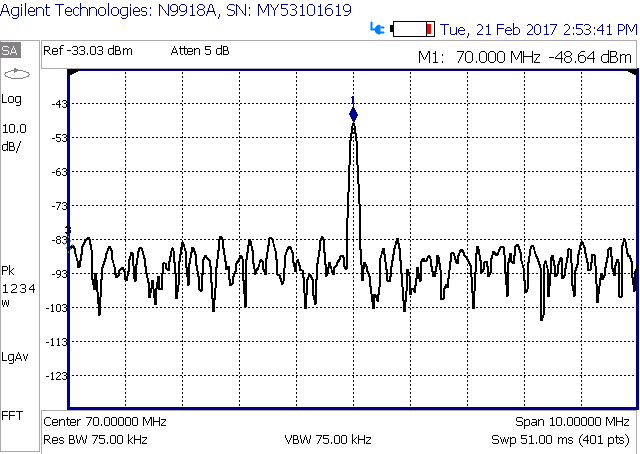 Agilent Technologies: N9918A, SN: MY53101619
Tue, 21 Feb 2017 2:53:41 PM
SA
Ref -33.03 dBm Atten 5 dB
M1: 70.000 MHz -48.64 dBm
Log
10.0
dB/
1
-43
-53
-63
-73
-83
-93
-103
-113
-123
Pk
1234
W
LgAv
FFT
Center 70.00000 MHz Span 10.00000 MHz
Res BW 75.00 kHz VBW 75.00 kHz Swp 51.00 ms (401 pts)